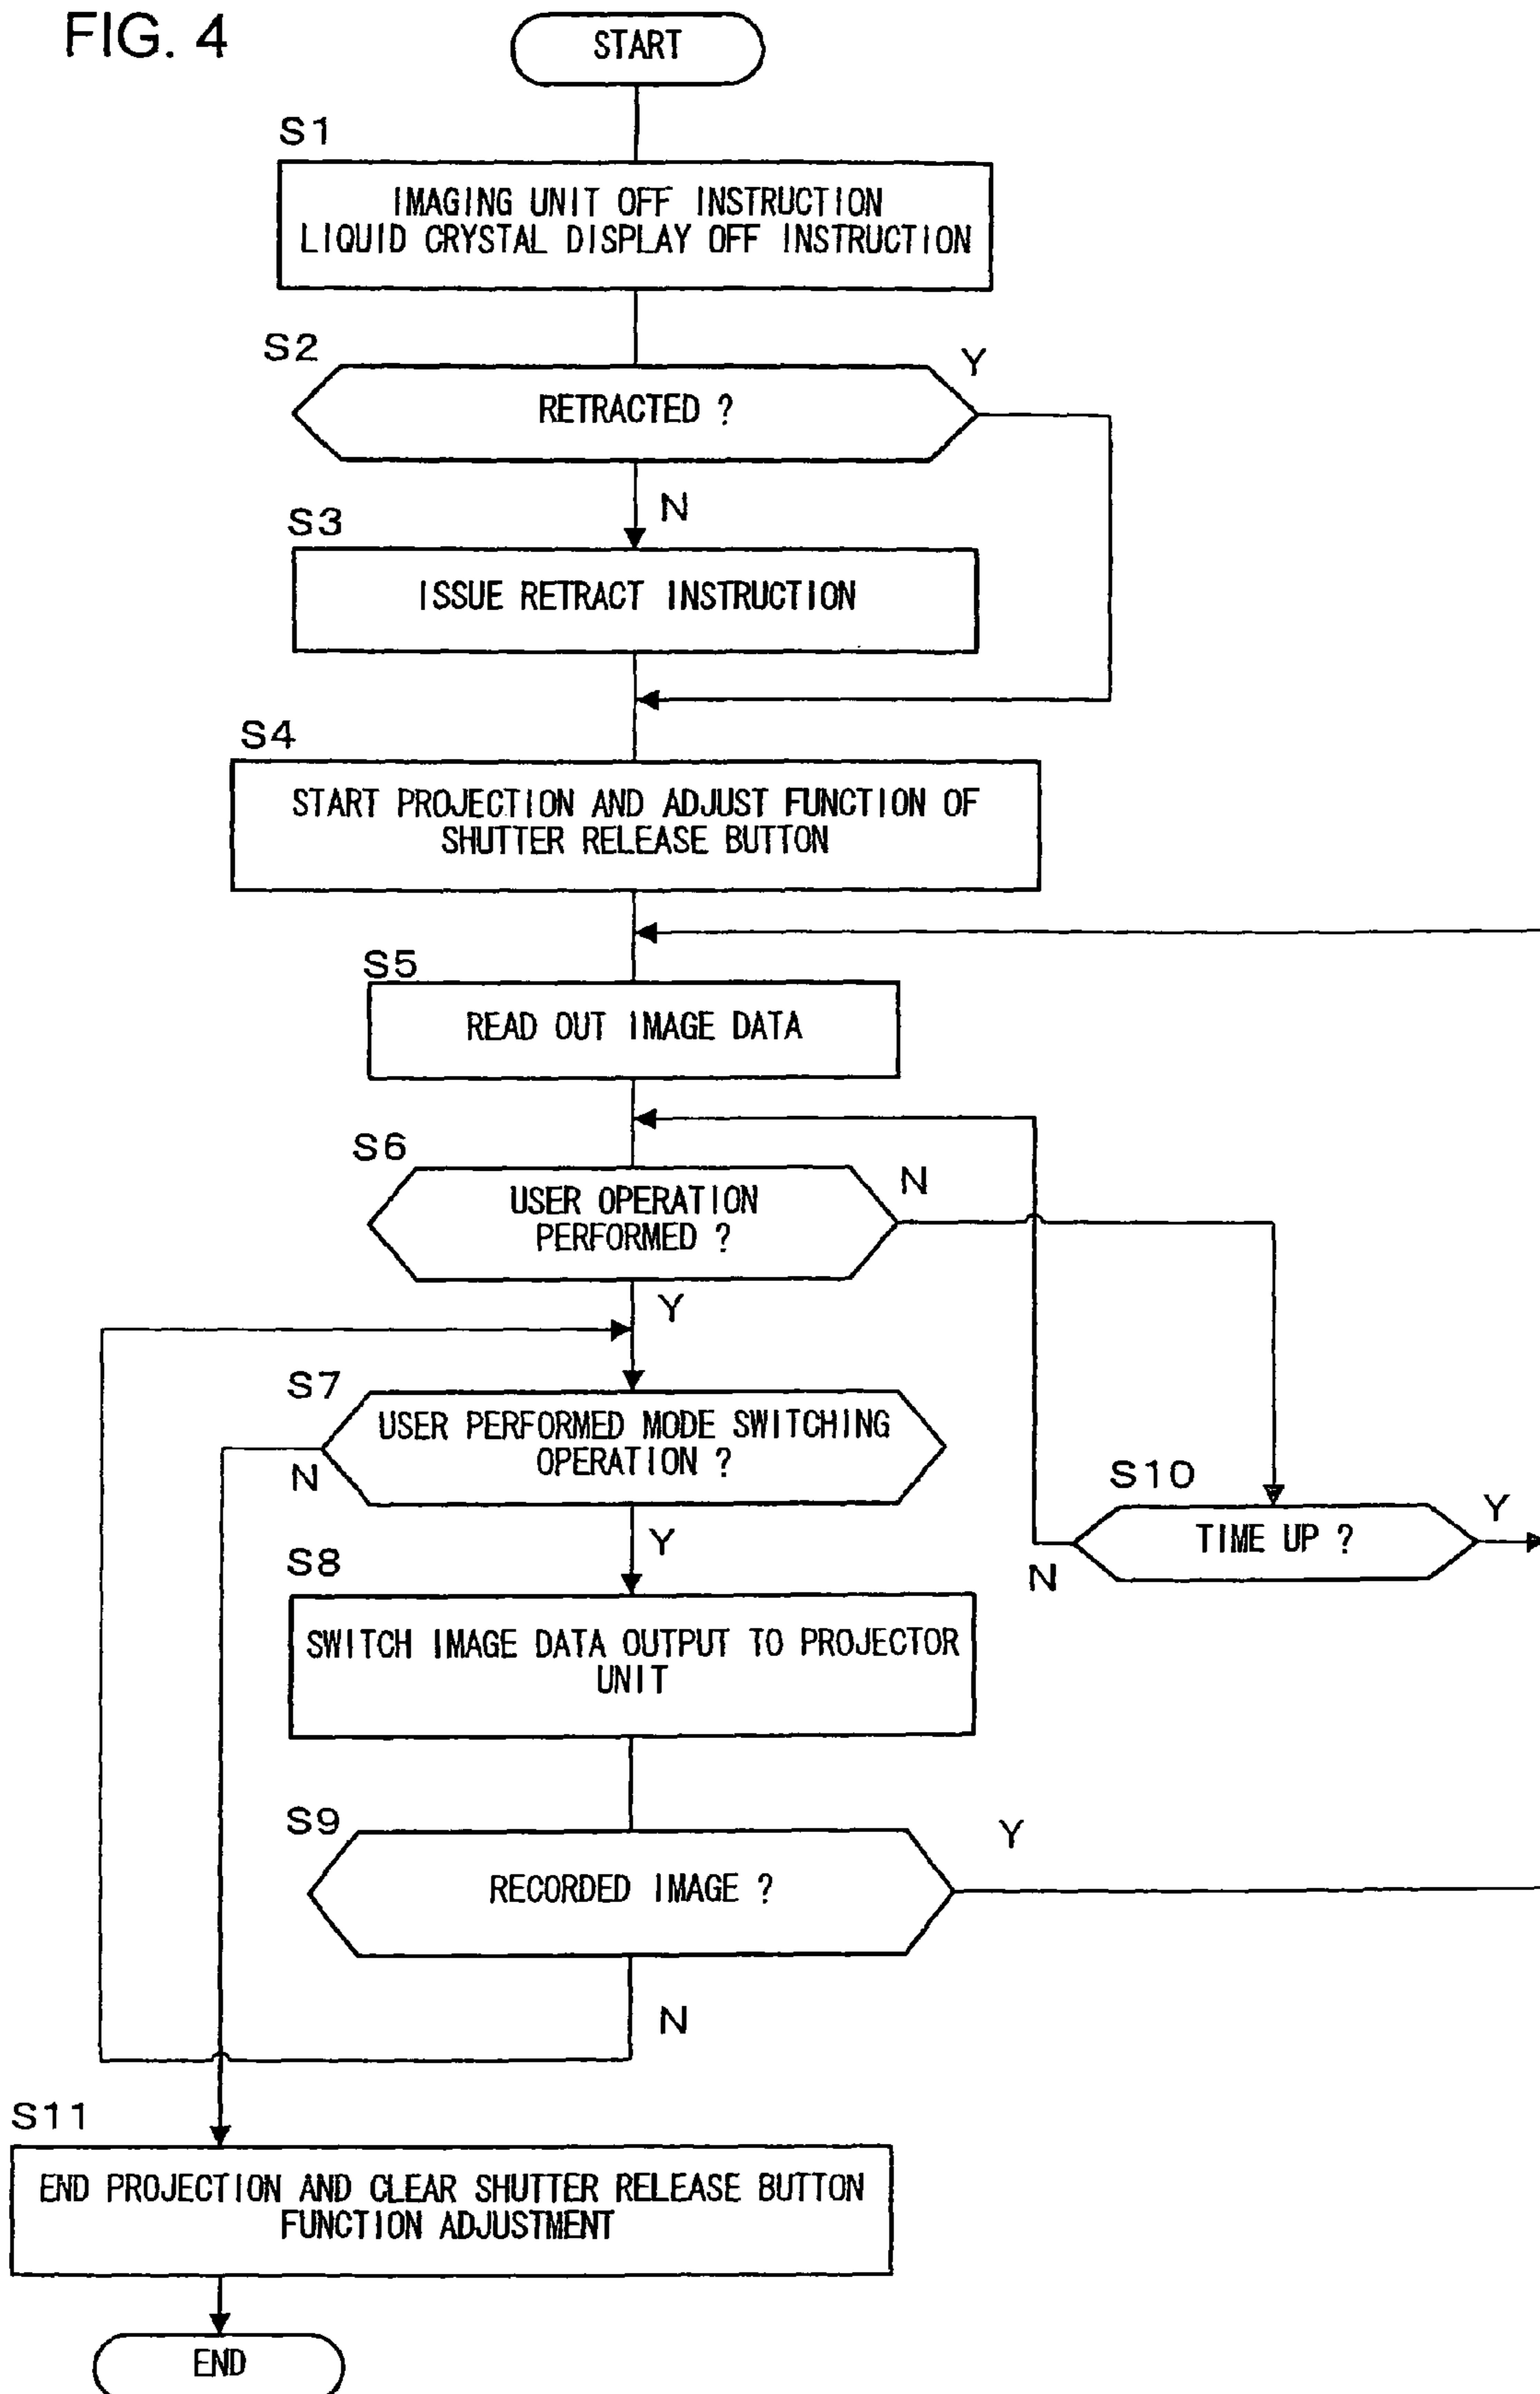 FIG. 4
START
S1
IMAGING UNIT OFF INSTRUCTION
LIQUID CRYSTAL DISPLAY OFF INSTRUCTION
S2
Y
RETRACTED ?
N
S3
ISSUE RETRACT INSTRUCTION
S4
START PROJECTION AND ADJUST FUNCTION OF
SHUTTER RELEASE BUTTON
S5
READ OUT IMAGE DATA
S6
N
USER OPERATION
PERFORMED ?
Y
S7
USER PERFORMED MODE SWITCHING
OPERATION ?
N
Y
S10
TIME UP ?
Y
N
S8
SWITCH IMAGE DATA OUTPUT TO PROJECTOR
UNIT
S9
Y
RECORDED IMAGE ?
N
S11
END PROJECTION AND CLEAR SHUTTER RELEASE BUTTON
FUNCTION ADJUSTMENT
END